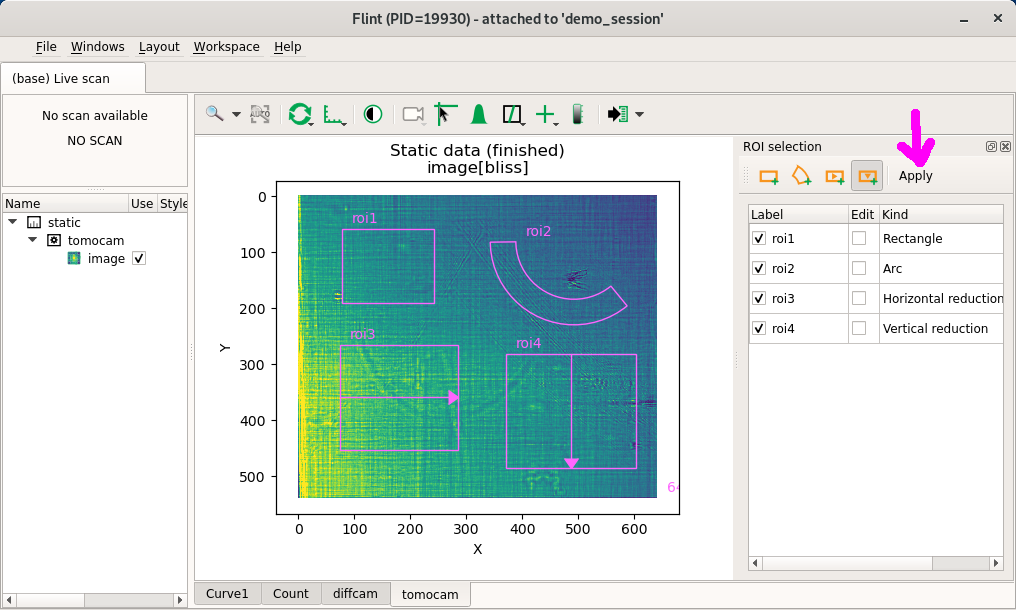 Flint (PID=19930) - attached to 'demo_session'
File Windows Layout Workspace Help
(base) Live scan
No scan available
NO SCAN
Name Use Style
static
tomocam
image
AUTO
Static data (finished)
image[bliss]
roi1
roi2
roi3
roi4
0
100
200
300
400
500
Y
0 100 200 300 400 500 600
X
Curve1 Count diffcam tomocam
ROI selection
Apply
Label Edit Kind
roi1 Rectangle
roi2 Arc
roi3 Horizontal reduction
roi4 Vertical reduction